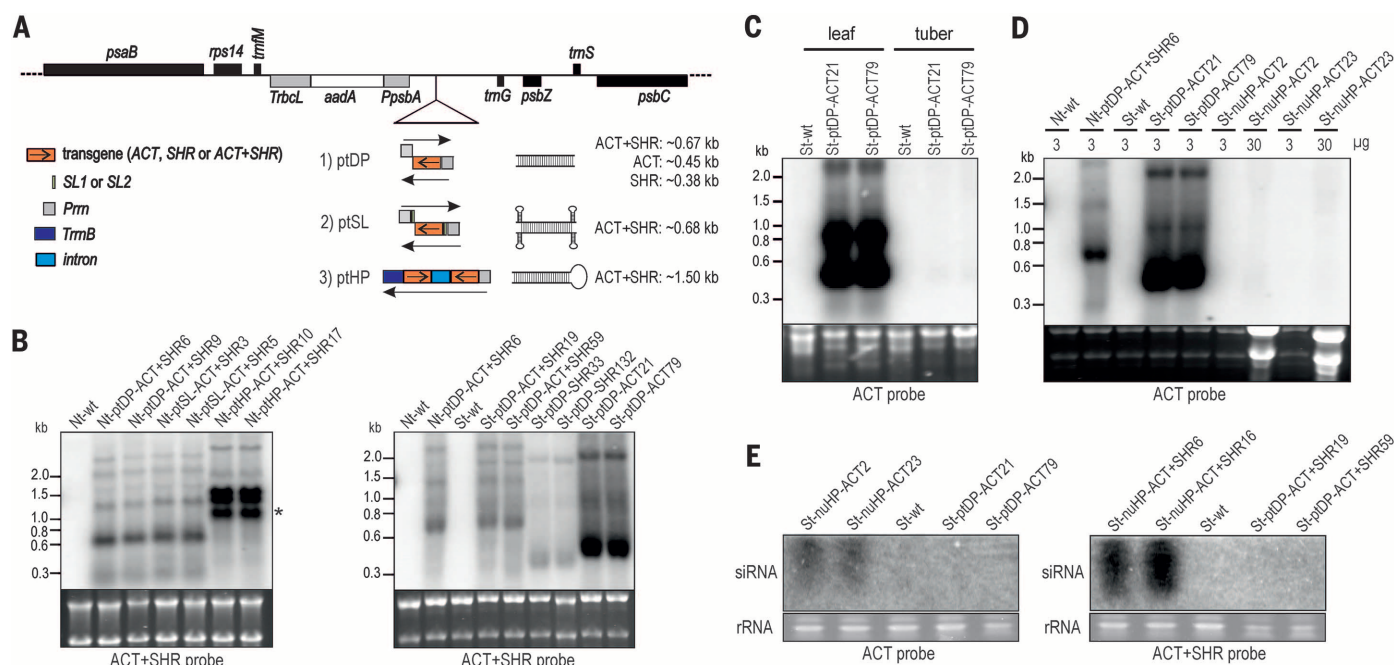 A
psaB
rps14
trnfM
TrbcL
aadA
PpsbA
trnG
psbZ
trnS
psbC
transgene (ACT, SHR or ACT+SHR)
SL1 or SL2
Prrn
TrrnB
intron
1) ptDP
ACT+SHR: ~0.67 kb
ACT: ~0.45 kb
SHR: ~0.38 kb
2) ptSL
ACT+SHR: ~0.68 kb
3) ptHP
ACT+SHR: ~1.50 kb
B
Nt-wt
Nt-ptDP-ACT+SHR6
Nt-ptDP-ACT+SHR9
Nt-ptSL-ACT+SHR3
Nt-ptSL-ACT+SHR5
Nt-ptHP-ACT+SHR10
Nt-ptHP-ACT+SHR17
kb
2.0
1.5
1.0
0.8
0.6
0.3
*
ACT+SHR probe
Nt-wt
Nt-ptDP-ACT+SHR6
St-wt
St-ptDP-ACT+SHR19
St-ptDP-ACT+SHR59
St-ptDP-SHR33
St-ptDP-SHR132
St-ptDP-ACT21
St-ptDP-ACT79
kb
2.0
1.5
1.0
0.6
0.3
ACT+SHR probe
C
leaf
tuber
St-wt
St-ptDP-ACT21
St-ptDP-ACT79
St-wt
St-ptDP-ACT21
St-ptDP-ACT79
kb
2.0
1.0
0.8
0.6
0.3
ACT probe
D
Nt-wt
Nt-ptDP-ACT+SHR6
St-wt
St-ptDP-ACT21
St-ptDP-ACT79
St-nuHP-ACT2
St-nuHP-ACT2
St-nuHP-ACT23
St-nuHP-ACT23
3 3 3 3 3 3 30 3 30 µg
kb
2.0
1.5
1.0
0.8
0.6
0.3
ACT probe
E
St-nuHP-ACT2
St-nuHP-ACT23
St-wt
St-ptDP-ACT21
St-ptDP-ACT79
siRNA
rRNA
ACT probe
St-nuHP-ACT+SHR6
St-nuHP-ACT+SHR16
St-wt
St-ptDP-ACT+SHR19
St-ptDP-ACT+SHR59
siRNA
rRNA
ACT+SHR probe